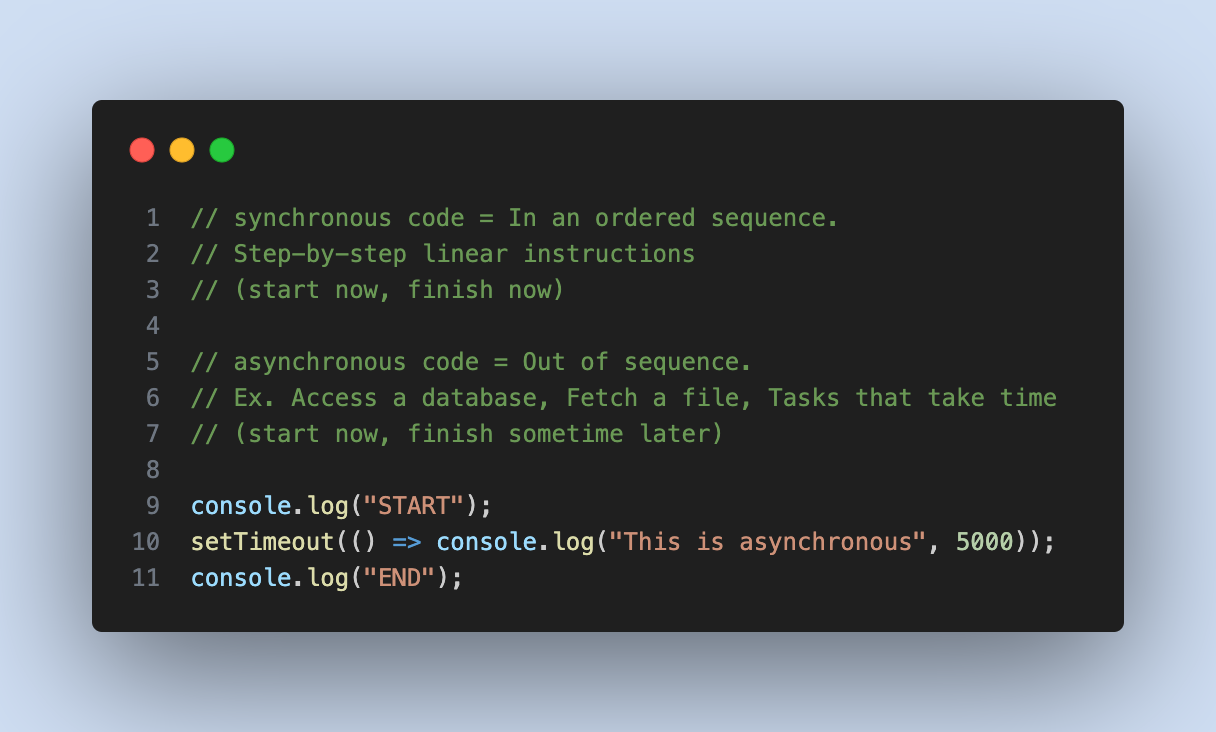 1 // synchronous code = In an ordered sequence.
2 // Step-by-step linear instructions
3 // (start now, finish now)
4
5 // asynchronous code = Out of sequence.
6 // Ex. Access a database, Fetch a file, Tasks that take time
7 // (start now, finish sometime later)
8
9 console.log("START");
10 setTimeout(() => console.log("This is asynchronous", 5000));
11 console.log("END");